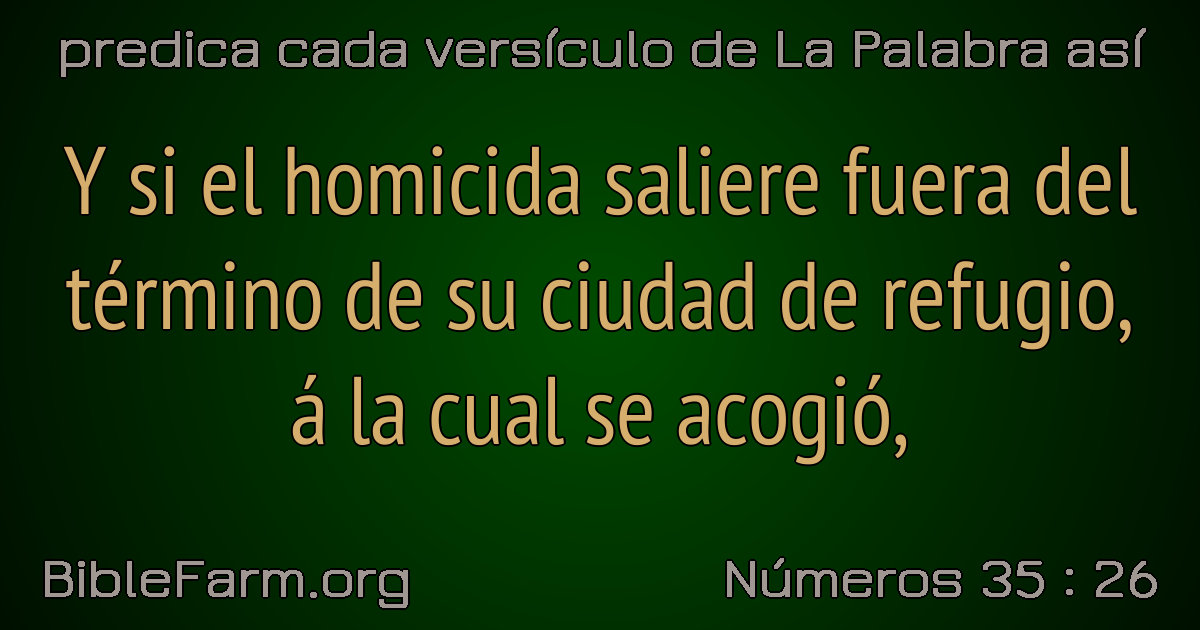 predica cada versículo de La Palabra así
Y si el homicida saliere fuera del
término de su ciudad de refugio,
á la cual se acogió,
BibleFarm.org
Números 35 : 26